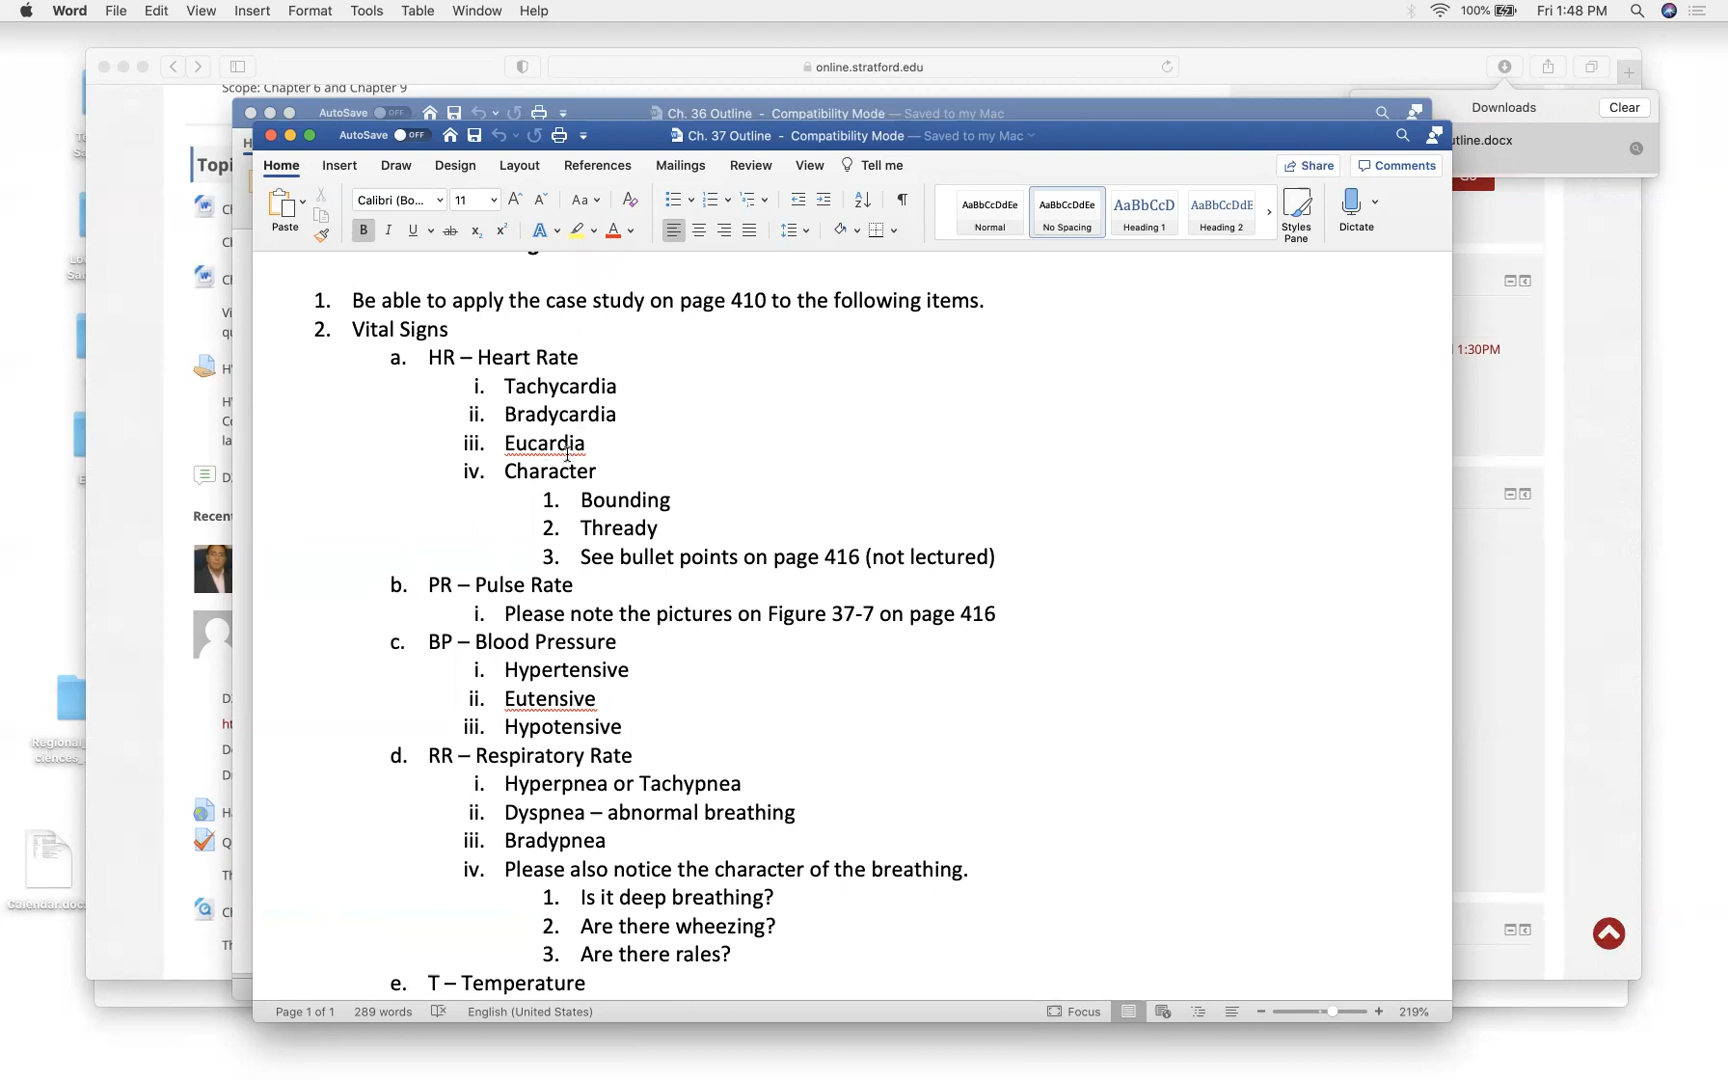 Word File Edit View Insert Format Tools Table Window Help 100% Fri 1:48 PM
online.stratford.edu
Scope: Chapter 6 and Chapter 9
Downloads Clear
utline.docx
AutoSave OFF Ch. 36 Outline - Compatibility Mode — Saved to my Mac
AutoSave OFF Ch. 37 Outline - Compatibility Mode — Saved to my Mac
Home Insert Draw Design Layout References Mailings Review View Tell me Share Comments
Calibri (Bo... 11
Paste
AaBbCcDdEe AaBbCcDdEe AaBbCcD AaBbCcDdE
Normal No Spacing Heading 1 Heading 2
Styles Pane
Dictate
Topi
1. Be able to apply the case study on page 410 to the following items.
2. Vital Signs
a. HR – Heart Rate
i. Tachycardia
ii. Bradycardia
iii. Eucardia
iv. Character
1. Bounding
2. Thready
3. See bullet points on page 416 (not lectured)
b. PR – Pulse Rate
i. Please note the pictures on Figure 37-7 on page 416
c. BP – Blood Pressure
i. Hypertensive
ii. Eutensive
iii. Hypotensive
d. RR – Respiratory Rate
i. Hyperpnea or Tachypnea
ii. Dyspnea – abnormal breathing
iii. Bradypnea
iv. Please also notice the character of the breathing.
1. Is it deep breathing?
2. Are there wheezing?
3. Are there rales?
e. T – Temperature
1:30PM
Recen
Regional_
ciences_
Calendar.doc
Page 1 of 1 289 words English (United States) Focus 219%